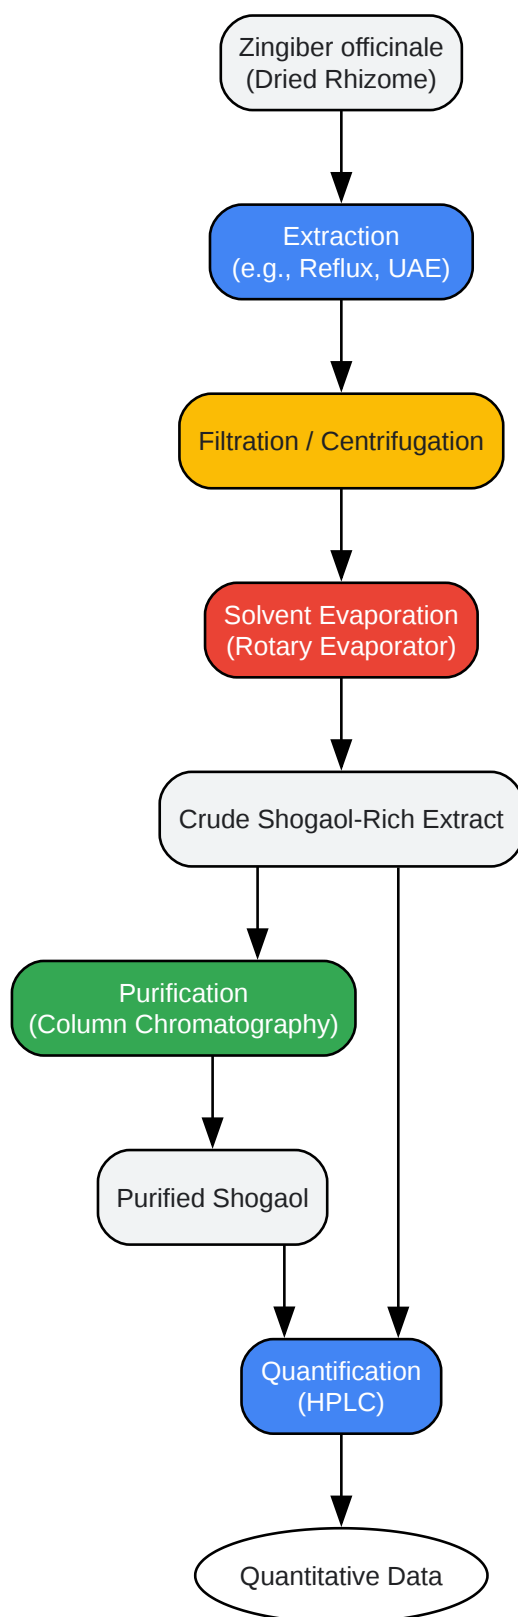 Zingiber officinale
(Dried Rhizome)
Extraction
(e.g., Reflux, UAE)
Filtration / Centrifugation
Solvent Evaporation
(Rotary Evaporator)
Crude Shogaol-Rich Extract
Purification
(Column Chromatography)
Purified Shogaol
Quantification
(HPLC)
Quantitative Data